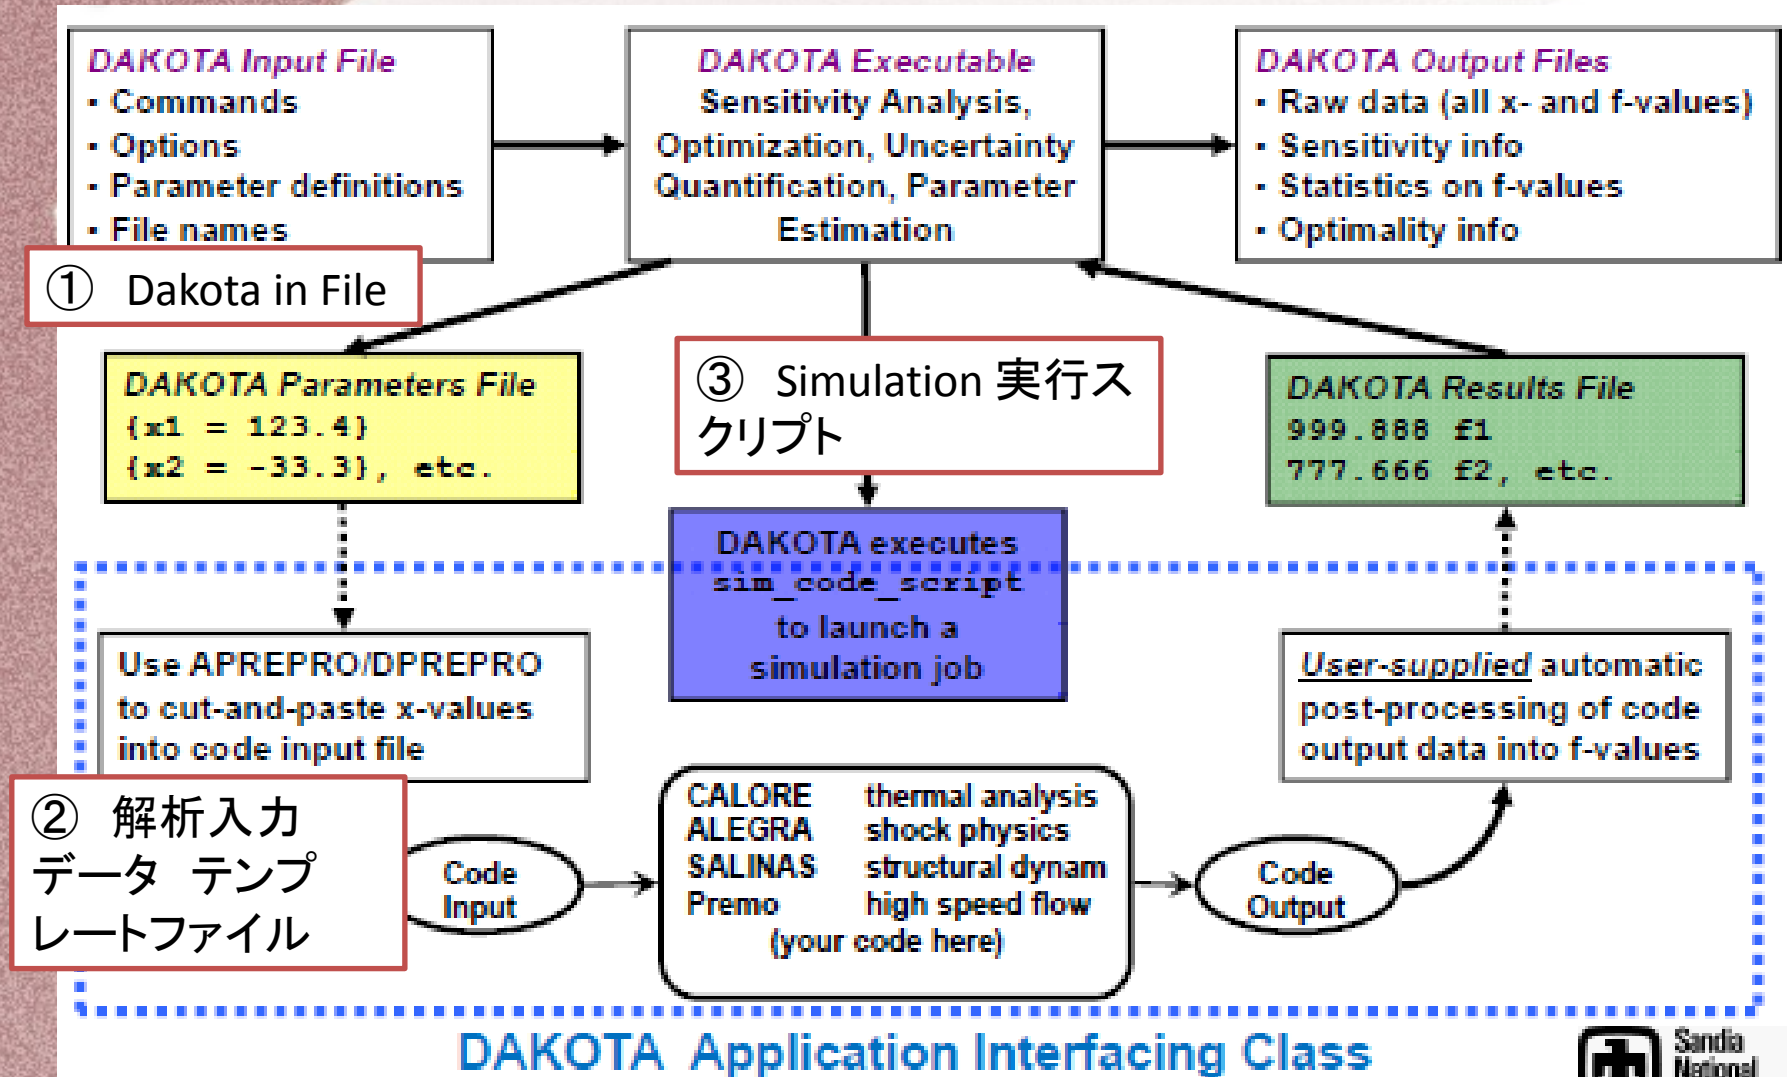 DAKOTA Input File
▪ Commands
▪ Options
▪ Parameter definitions
▪ File names
DAKOTA Executable
Sensitivity Analysis,
Optimization, Uncertainty
Quantification, Parameter
Estimation
DAKOTA Output Files
▪ Raw data (all x- and f-values)
▪ Sensitivity info
▪ Statistics on f-values
▪ Optimality info
① Dakota in File
DAKOTA Parameters File
{x1 = 123.4}
{x2 = -33.3}, etc.
③ Simulation 実行ス
クリプト
DAKOTA Results File
999.888 f1
777.666 f2, etc.
DAKOTA executes
sim_code_script
to launch a
simulation job
Use APREPRO/DPREPRO
to cut-and-paste x-values
into code input file
User-supplied automatic
post-processing of code
output data into f-values
② 解析入力
データ テンプ
レートファイル
Code
Input
CALORE thermal analysis
ALEGRA shock physics
SALINAS structural dynam
Premo high speed flow
(your code here)
Code
Output
DAKOTA Application Interfacing Class
Sandia
National